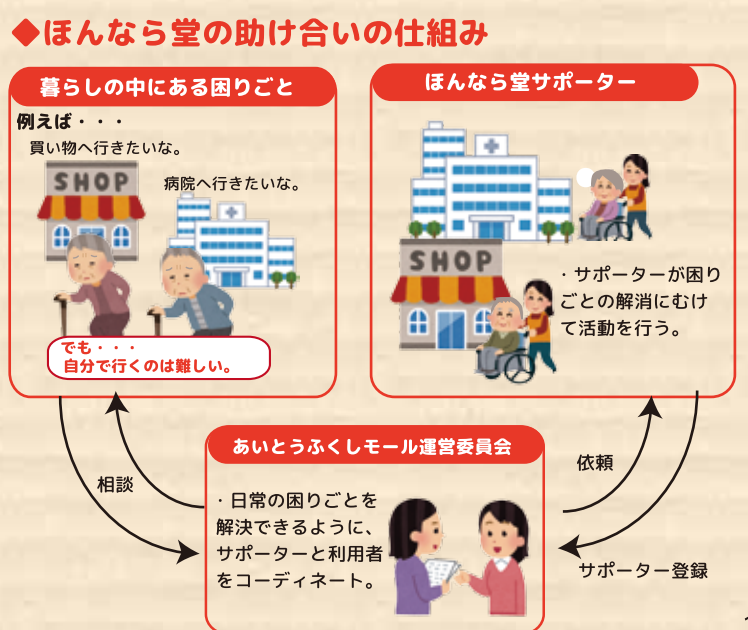 ◆ほんなら堂の助け合いの仕組み
暮らしの中にある困りごと
例えば・・・
買い物へ行きたいな。
SHOP
病院へ行きたいな。
でも・・・
自分で行くのは難しい。
ほんなら堂サポーター
SHOP
・サポーターが困り
ごとの解消にむけ
て活動を行う。
相談
あいとうふくしモール運営委員会
・日常の困りごとを
解決できるように、
サポーターと利用者
をコーディネート。
依頼
サポーター登録